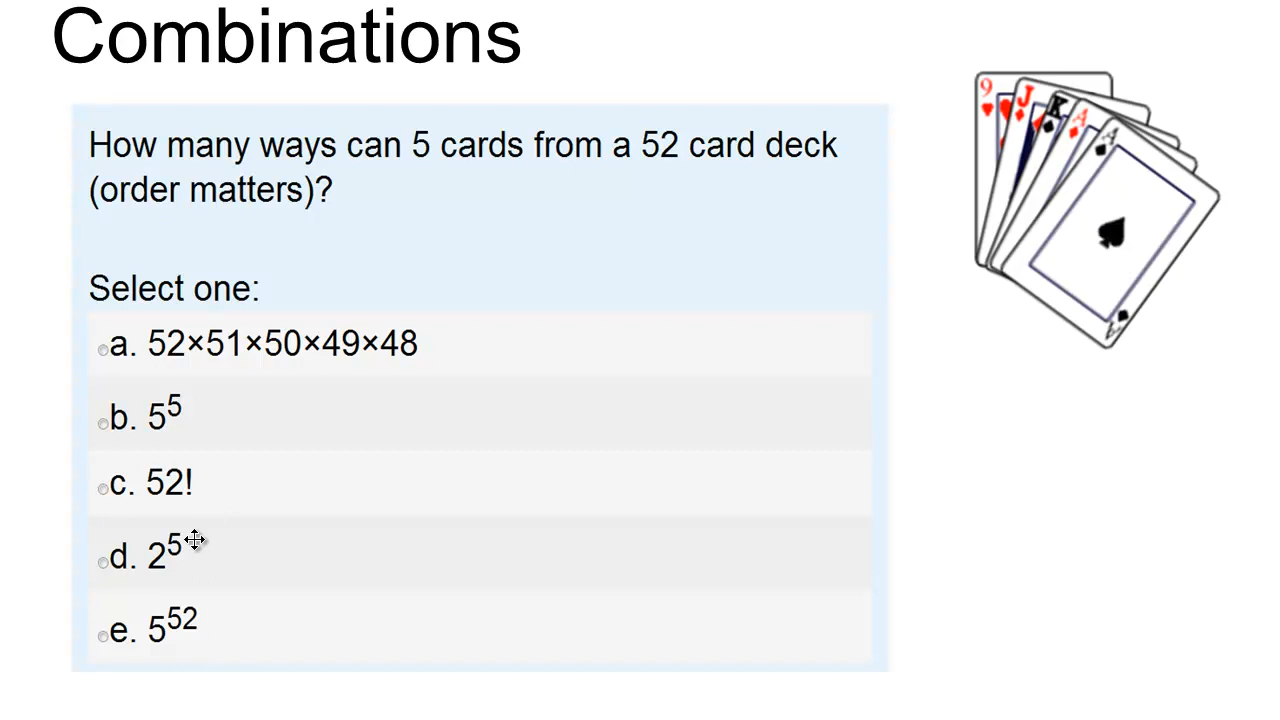 Combinations
How many ways can 5 cards from a 52 card deck
(order matters)?
Select one:
a. 52×51×50×49×48
b. 5⁵
c. 52!
d. 2⁵
e. 5⁵²
9
J
K
A
A
A